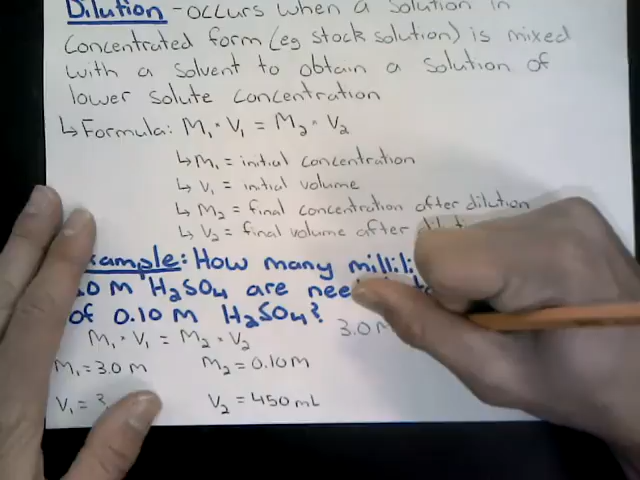 Dilution - occurs when a solution in
concentrated form (eg stock solution) is mixed
with a solvent to obtain a solution of
lower solute concentration
↳ Formula: M₁ · V₁ = M₂ · V₂
↳ M₁ = initial concentration
↳ V₁ = initial volume
↳ M₂ = final concentration after dilution
↳ V₂ = final volume after
Example: How many
.0 M H₂SO₄ are
of 0.10 M H₂SO₄?
M₁ · V₁ = M₂ · V₂
3.0 M
M₁ = 3.0 m
M₂ = 0.10 M
V₁ = ?
V₂ = 450 mL